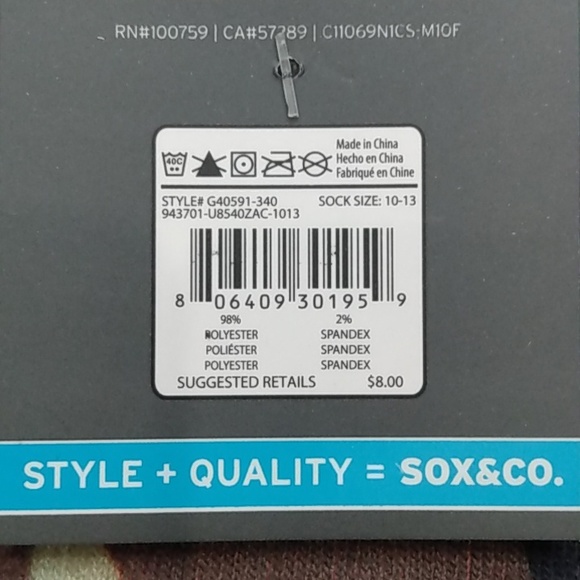 RN#100759 | CA#57289 | C11069N1CS-M10F
40C
Made in China
Hecho en China
Fabriqué en Chine
STYLE# G40591-340 SOCK SIZE: 10-13
943701-U8540ZAC-1013
8 06409 30195 9
98% 2%
POLYESTER SPANDEX
POLIÉSTER SPANDEX
POLYESTER SPANDEX
SUGGESTED RETAILS $8.00
STYLE + QUALITY = SOX&CO.